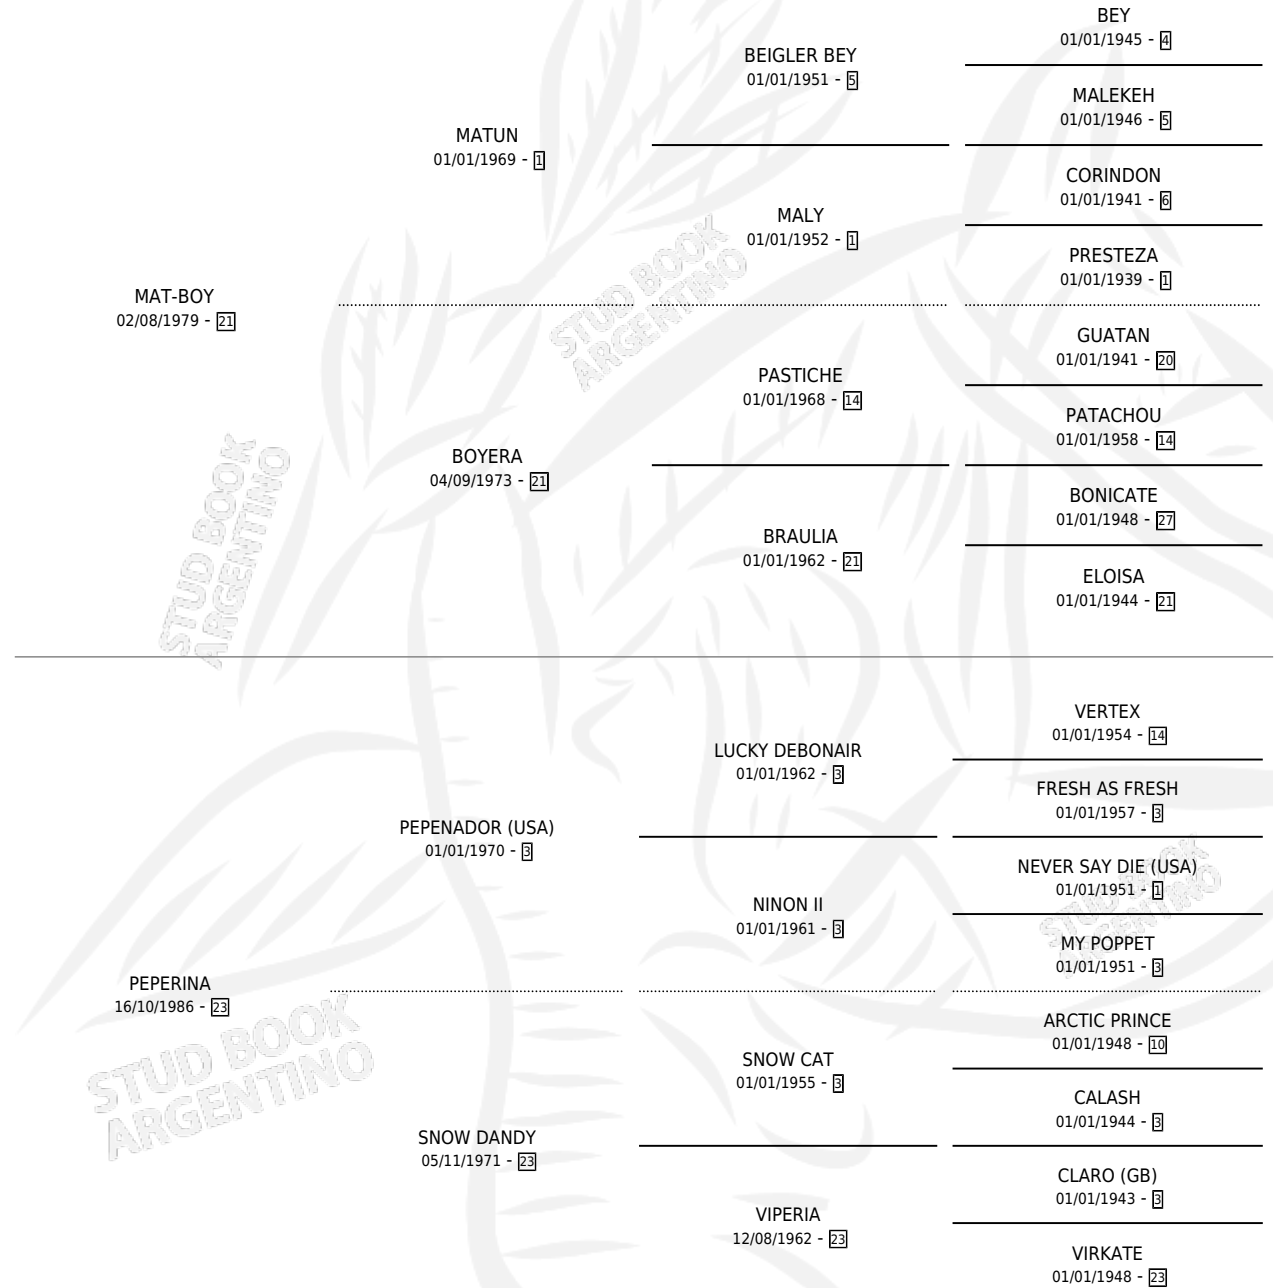 BEY
01/01/1945 - 4
BEIGLER BEY
01/01/1951 - 5
MALEKEH
01/01/1946 - 5
MATUN
01/01/1969 - 1
CORINDON
01/01/1941 - 6
MALY
01/01/1952 - 1
PRESTEZA
01/01/1939 - 1
MAT-BOY
02/08/1979 - 21
GUATAN
01/01/1941 - 20
PASTICHE
01/01/1968 - 14
PATACHOU
01/01/1958 - 14
BOYERA
04/09/1973 - 21
BONICATE
01/01/1948 - 27
BRAULIA
01/01/1962 - 21
ELOISA
01/01/1944 - 21
VERTEX
01/01/1954 - 14
LUCKY DEBONAIR
01/01/1962 - 3
FRESH AS FRESH
01/01/1957 - 3
PEPENADOR (USA)
01/01/1970 - 3
NEVER SAY DIE (USA)
01/01/1951 - 1
NINON II
01/01/1961 - 3
MY POPPET
01/01/1951 - 3
PEPERINA
16/10/1986 - 23
ARCTIC PRINCE
01/01/1948 - 10
SNOW CAT
01/01/1955 - 3
CALASH
01/01/1944 - 3
SNOW DANDY
05/11/1971 - 23
CLARO (GB)
01/01/1943 - 3
VIPERIA
12/08/1962 - 23
VIRKATE
01/01/1948 - 23
STUD BOOK
ARGENTINO
STUD BOOK
ARGENTINO
STUD BOOK
ARGENTINO
STUD BOOK
ARGENTINO